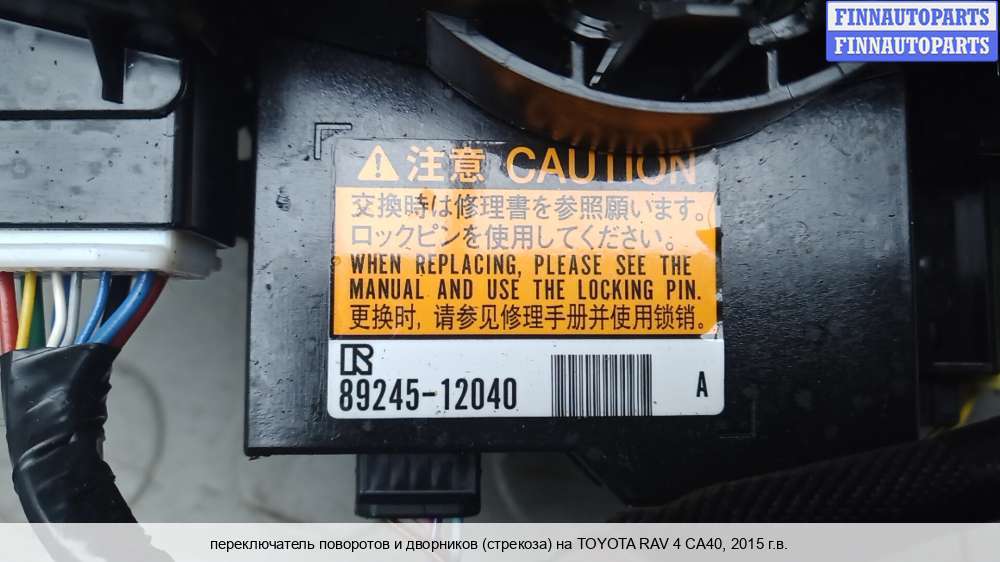 FINNAUTOPARTS
FINNAUTOPARTS
注意 CAUTION
交換時は修理書を参照願います。
ロックピンを使用してください。
WHEN REPLACING, PLEASE SEE THE
MANUAL AND USE THE LOCKING PIN.
更换时, 请参见修理手册并使用锁销。
R
89245-12040
A
переключатель поворотов и дворников (стрекоза) на TOYOTA RAV 4 CA40, 2015 г.в.